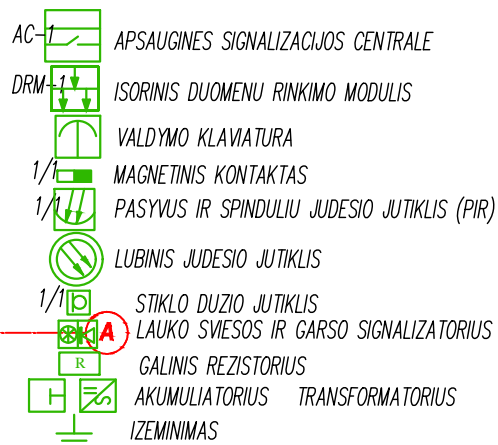 AC-1 APSAUGINES SIGNALIZACIJOS CENTRALE
DRM-1 ISORINIS DUOMENU RINKIMO MODULIS
VALDYMO KLAVIATURA
1/1 MAGNETINIS KONTAKTAS
1/1 PASYVUS IR SPINDULIU JUDESIO JUTIKLIS (PIR)
LUBINIS JUDESIO JUTIKLIS
1/1 STIKLO DUZIO JUTIKLIS
A LAUKO SVIESOS IR GARSO SIGNALIZATORIUS
R GALINIS REZISTORIUS
AKUMULIATORIUS TRANSFORMATORIUS
IZEMINIMAS